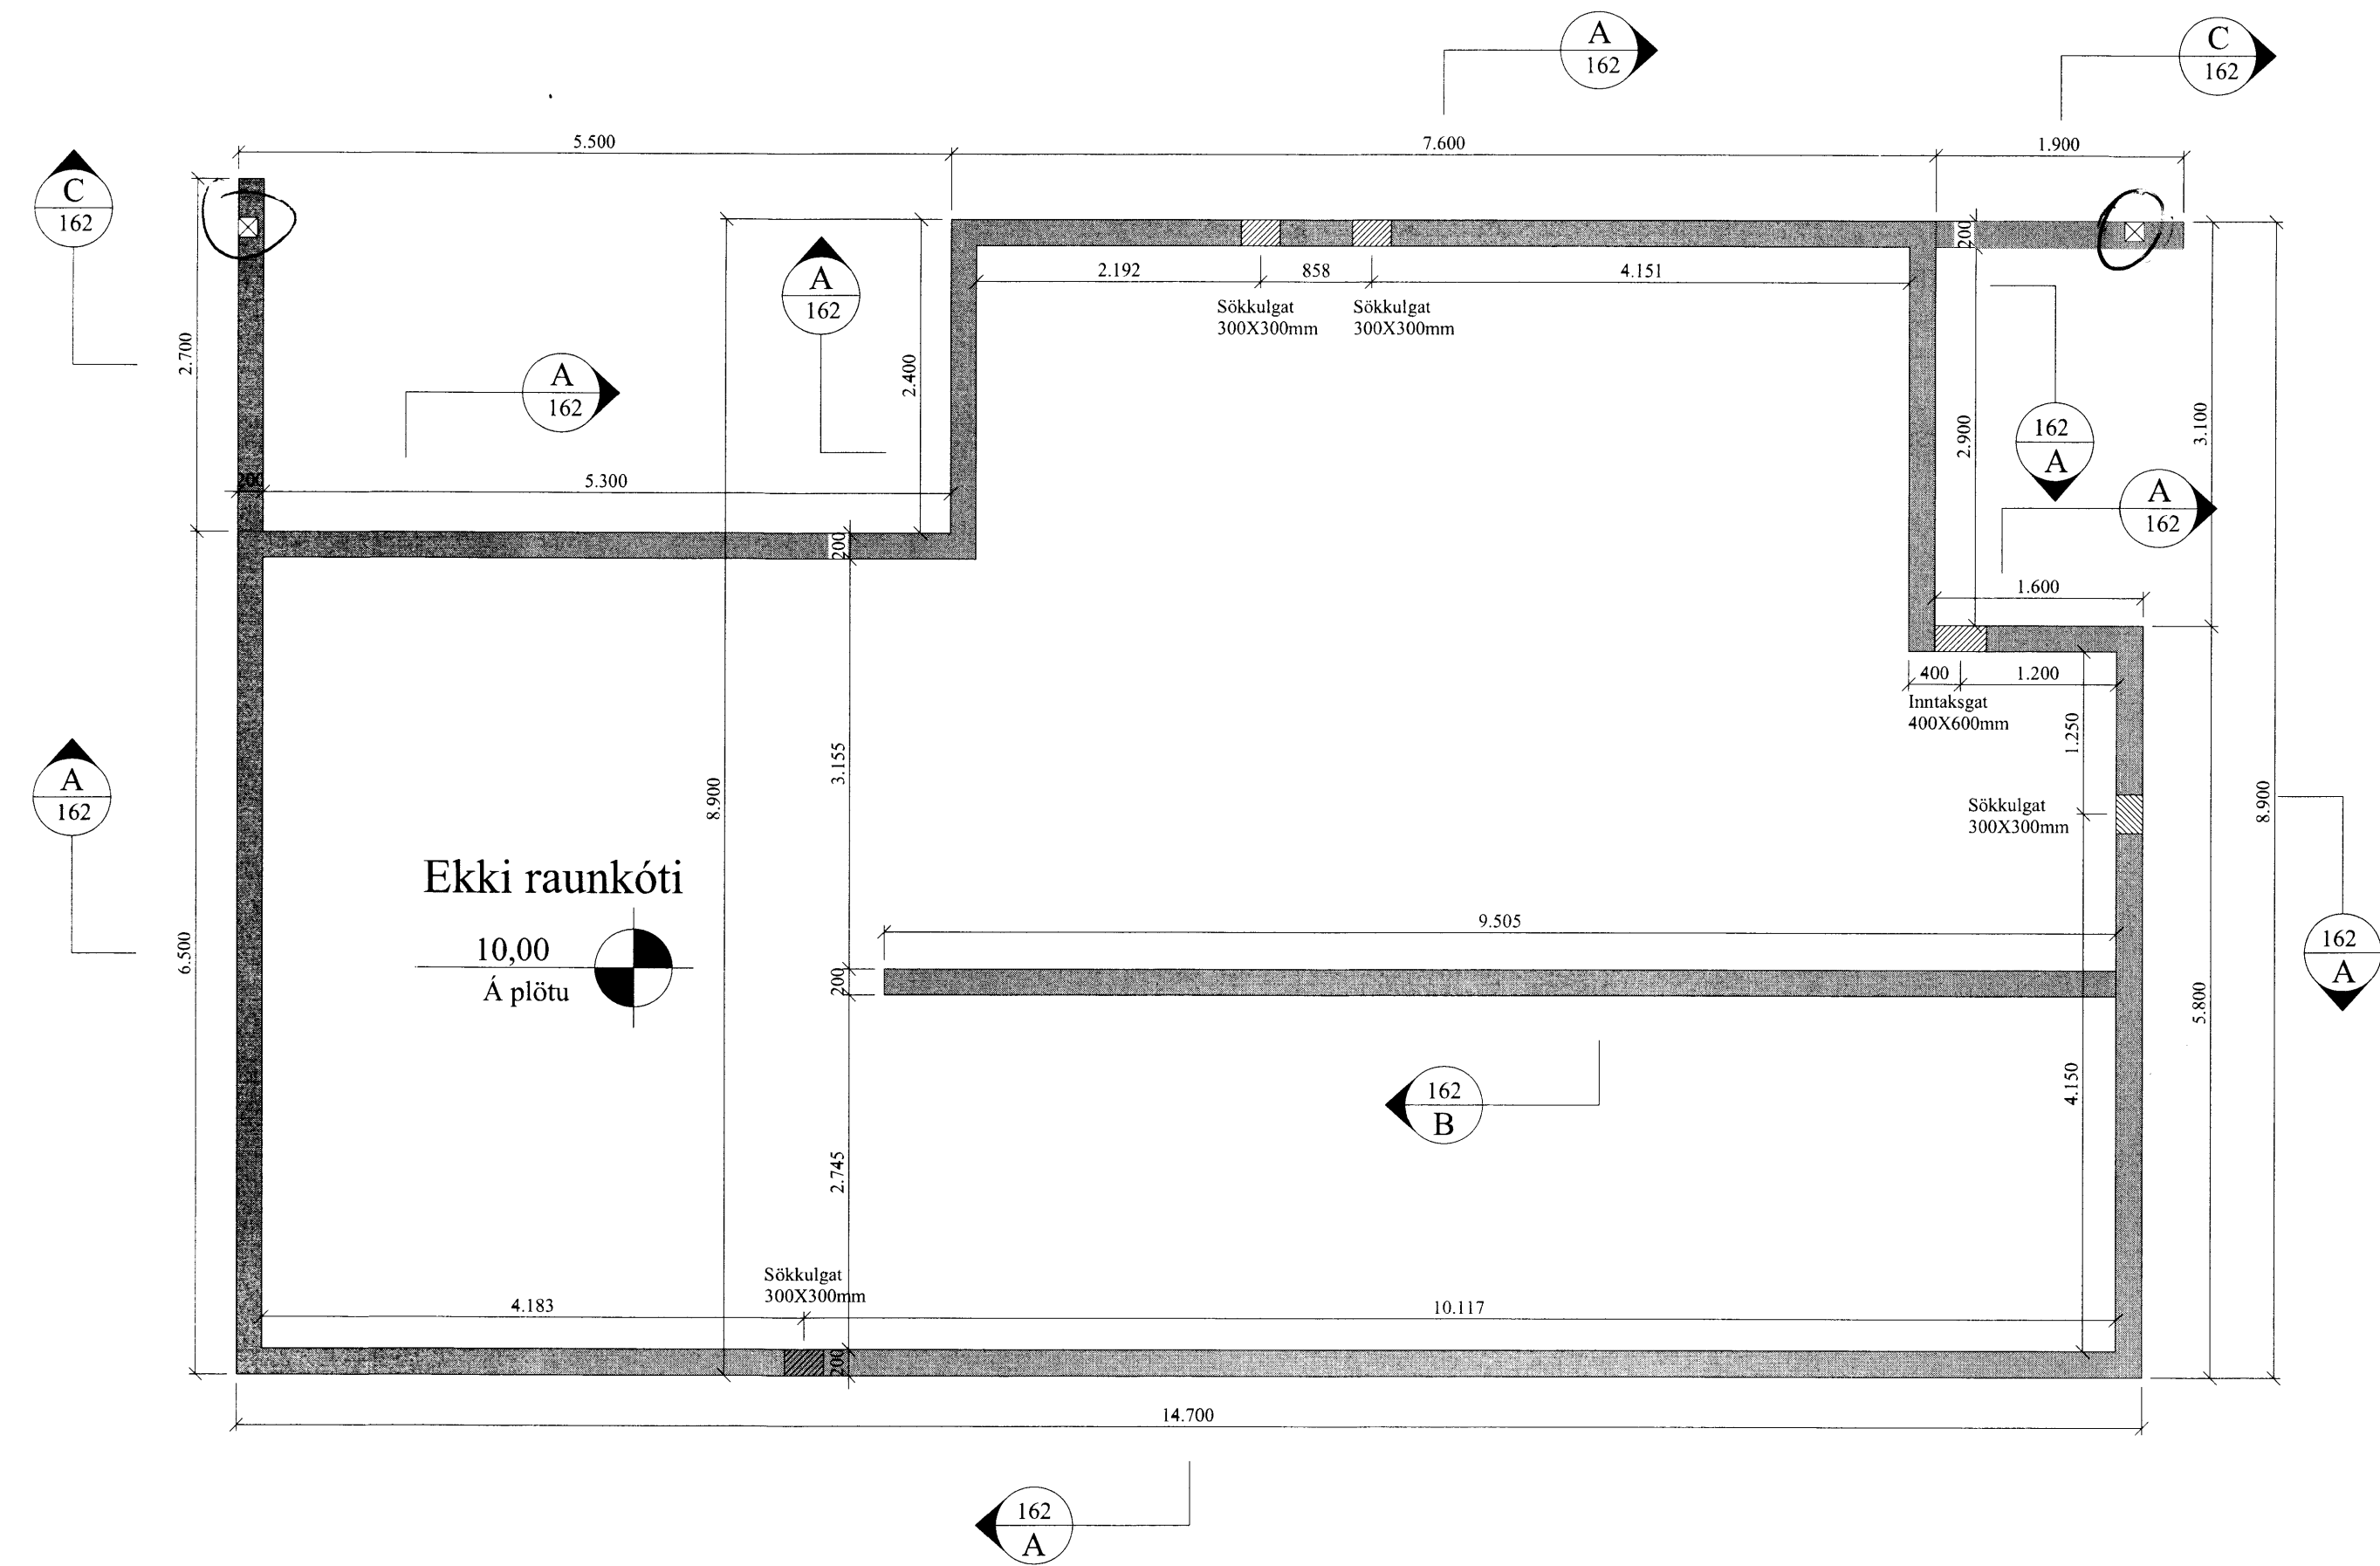 A
162
C
162
5.500
7.600
1.900
C
162
200
2.192
858
4.151
A
162
Sökkulgat
300X300mm
Sökkulgat
300X300mm
2.700
A
162
2.400
2.900
3.100
162
A
200
5.300
A
162
200
1.600
400
1.200
Inntaksgat
400X600mm
1.250
3.155
A
162
8.900
8.900
Sökkulgat
300X300mm
Ekki raunkóti
9.505
10,00
Á plötu
6.500
200
162
A
5.800
4.150
162
B
2.745
Sökkulgat
300X300mm
4.183
10.117
200
14.700
162
A